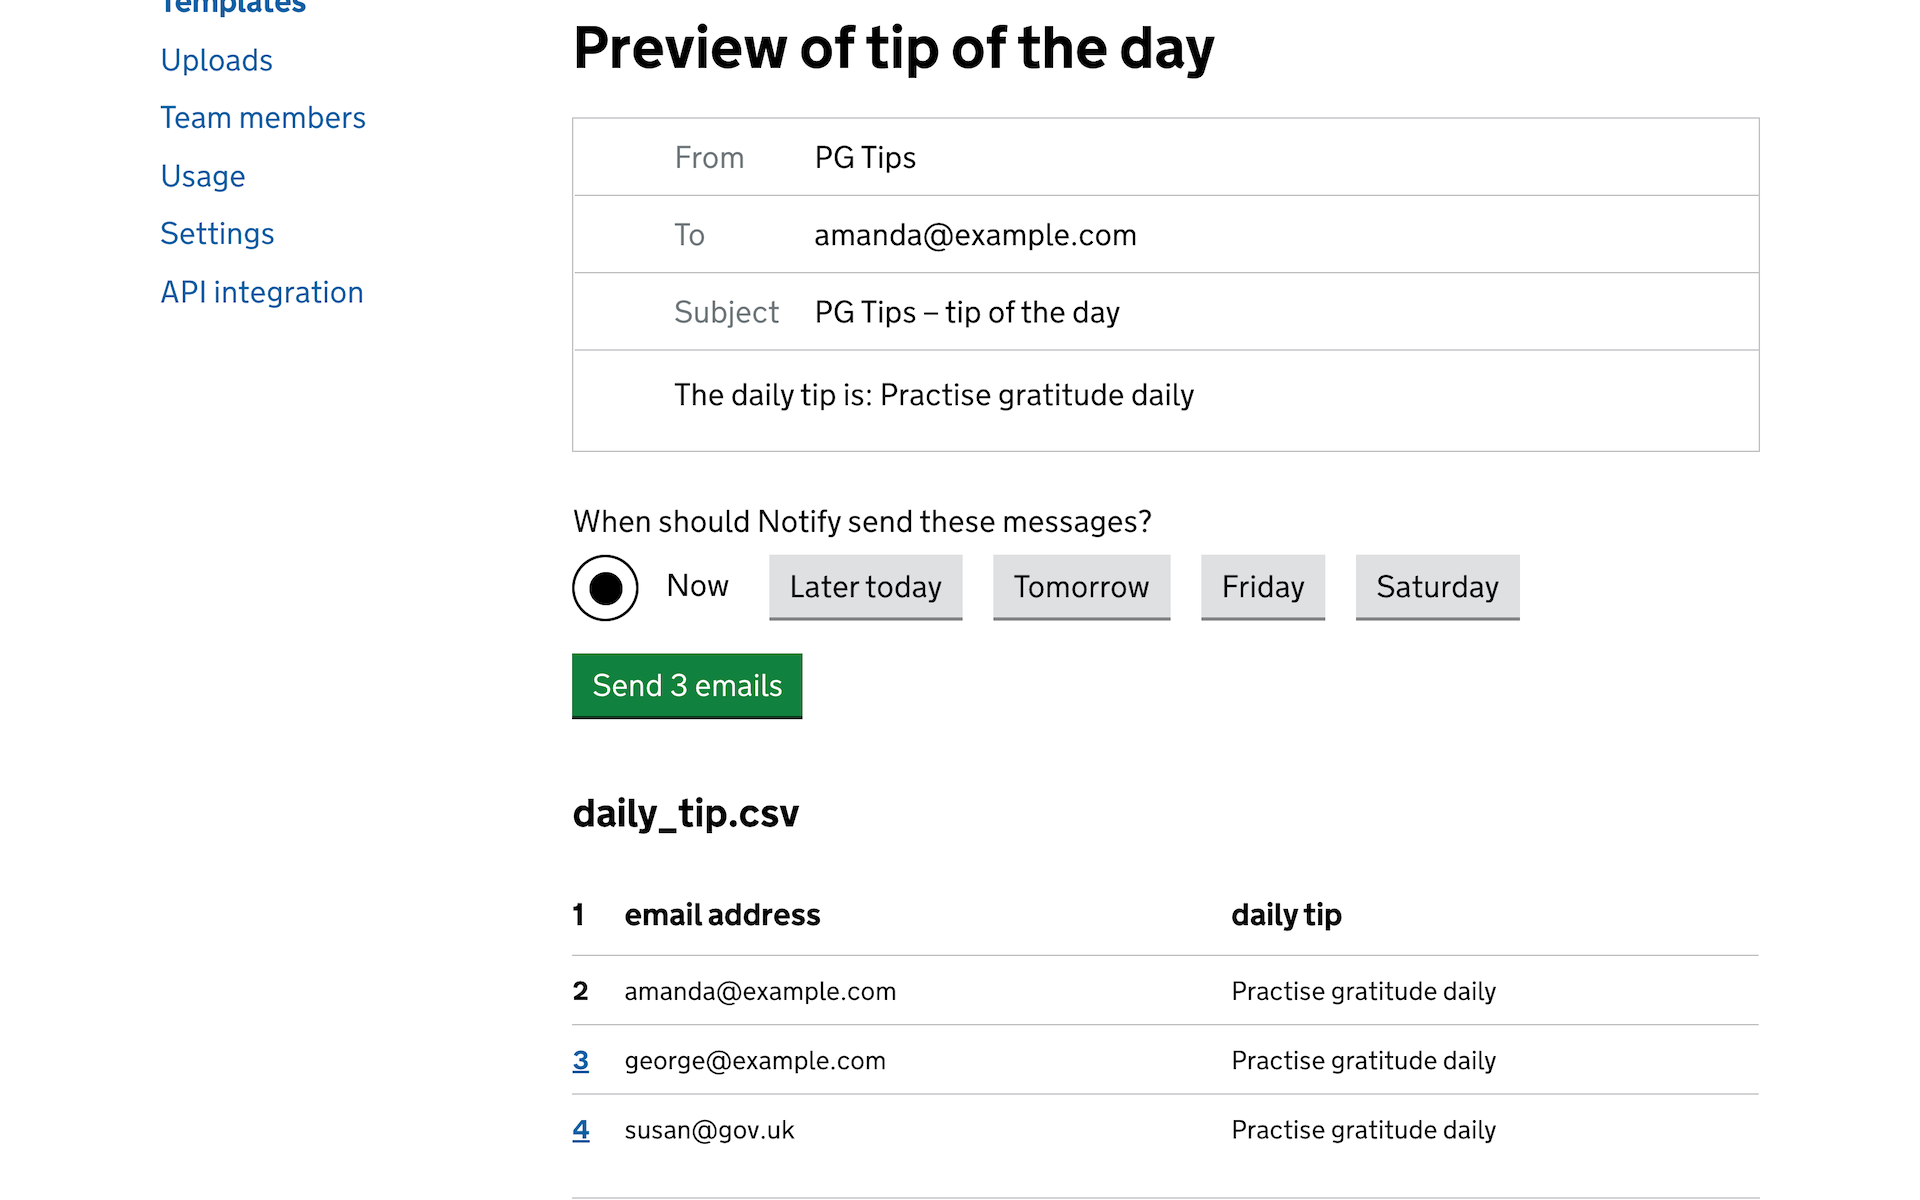 Templates
Uploads
Team members
Usage
Settings
API integration
Preview of tip of the day
From PG Tips
To amanda@example.com
Subject PG Tips – tip of the day
The daily tip is: Practise gratitude daily
When should Notify send these messages?
Now Later today Tomorrow Friday Saturday
Send 3 emails
daily_tip.csv
1 email address daily tip
2 amanda@example.com Practise gratitude daily
3 george@example.com Practise gratitude daily
4 susan@gov.uk Practise gratitude daily